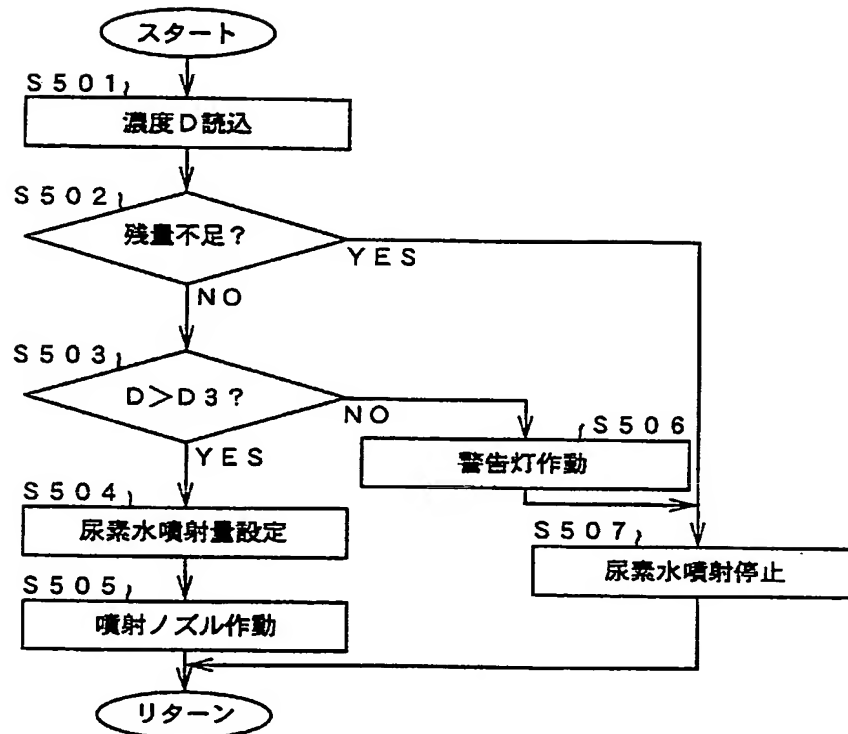 スタート
S501
濃度D読込
S502
残量不足?
YES
NO
S503
D>D3?
NO
YES
S506
警告灯作動
S504
尿素水噴射量設定
S507
尿素水噴射停止
S505
噴射ノズル作動
リターン